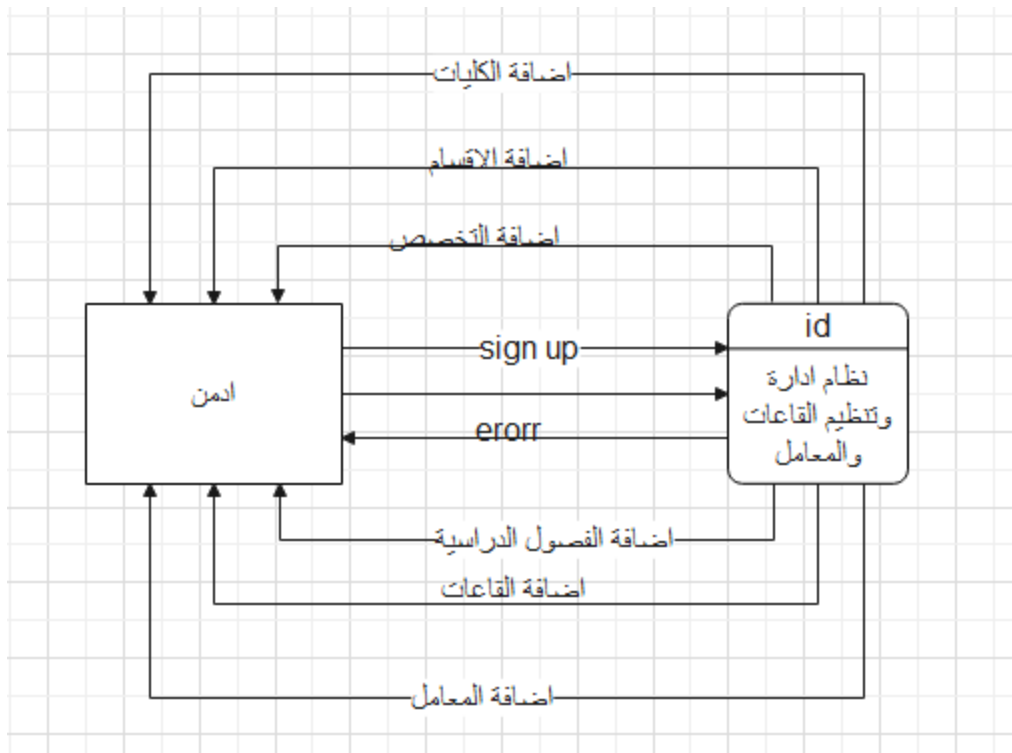 اضافة الكليات
اضافة الاقسام
اضافة التخصص
id
sign up
نظام ادارة
وتنظيم القاعات
والمعامل
ادمن
erorr
اضافة الفصول الدراسية
اضافة القاعات
اضافة المعامل